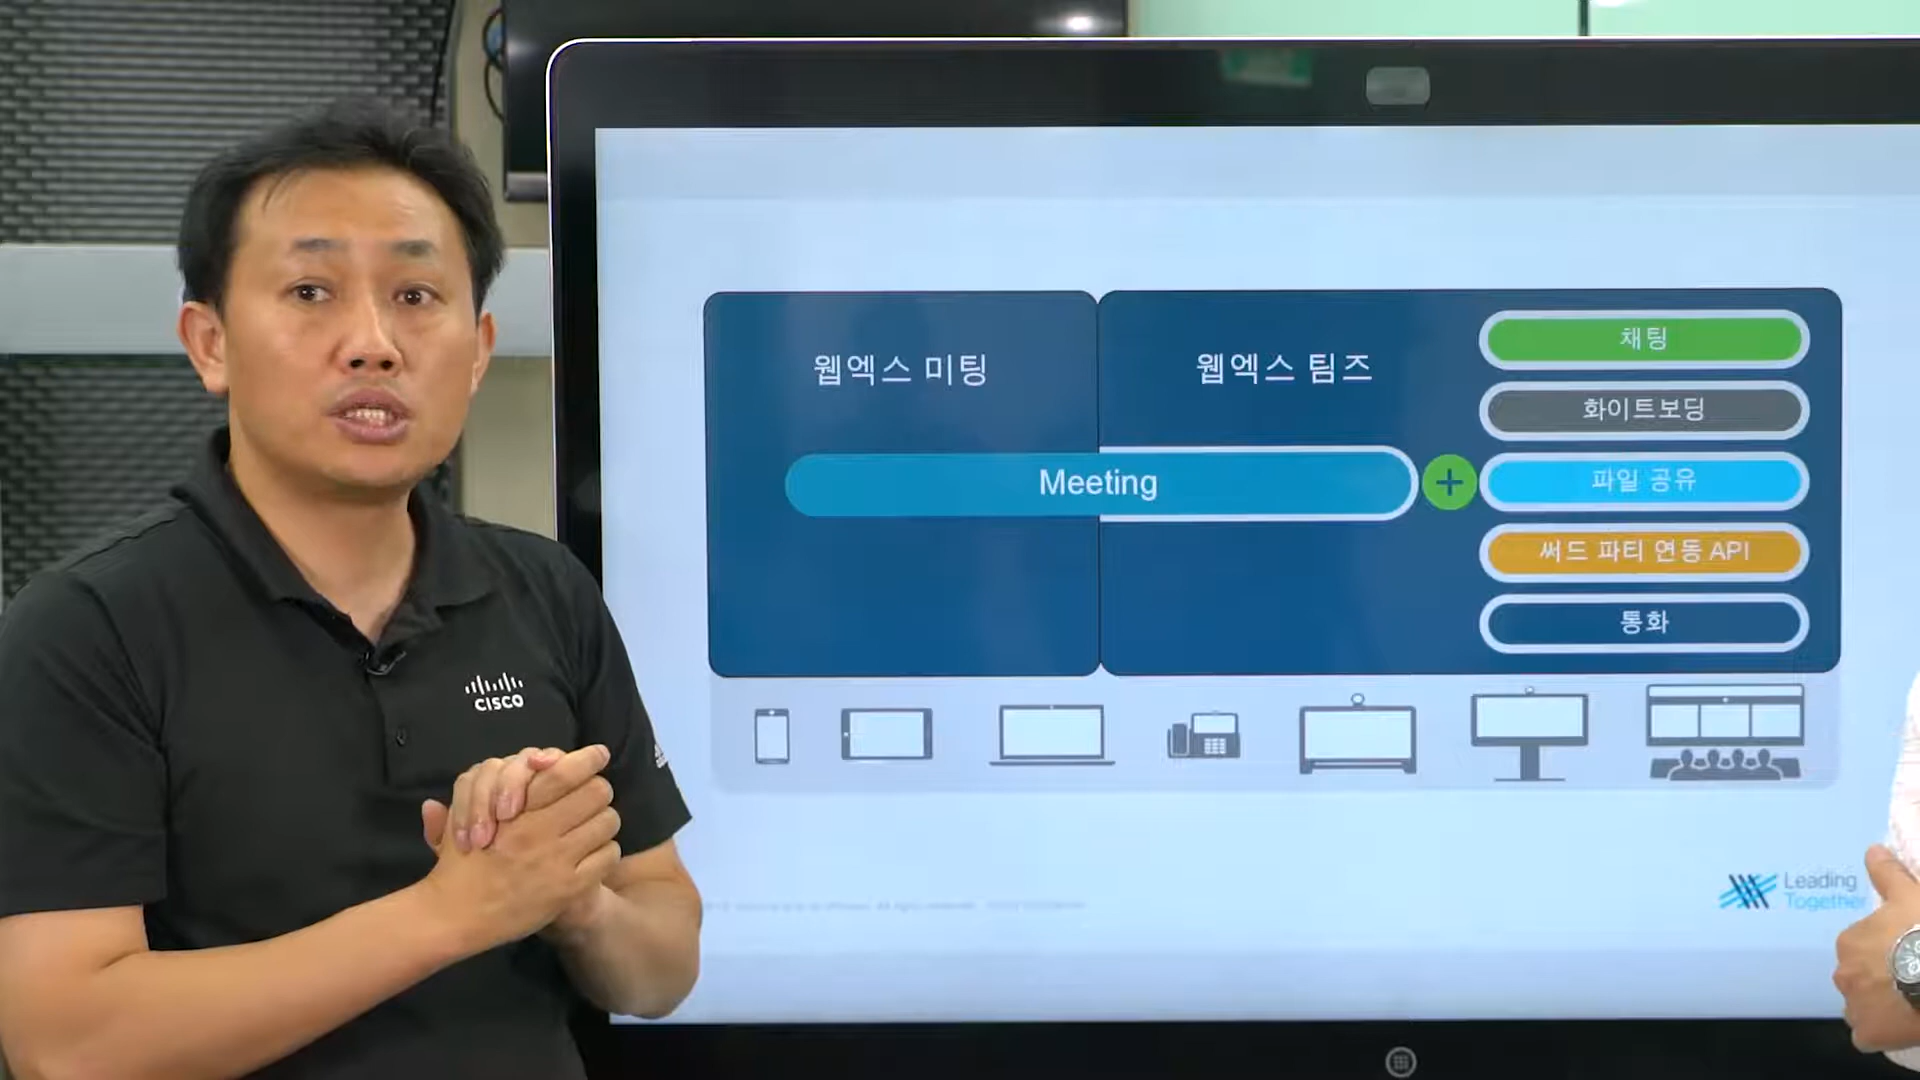 웹엑스 미팅
웹엑스 팀즈
Meeting
+
채팅
화이트보딩
파일 공유
써드 파티 연동 API
통화
CISCO
Leading
Together